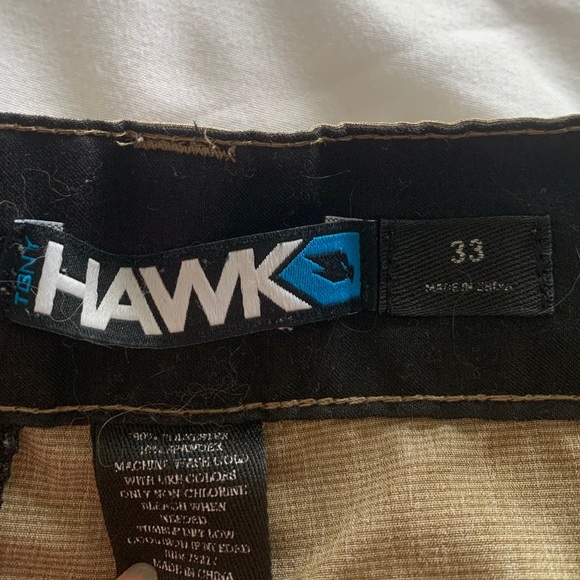 TONY
HAWK
33
MADE IN CHINA
90% POLYESTER
10% SPANDEX
MACHINE WASH COLD
WITH LIKE COLORS
ONLY NON-CHLORINE
BLEACH WHEN
NEEDED
TUMBLE DRY LOW
COOL IRON IF NEEDED
MADE IN CHINA